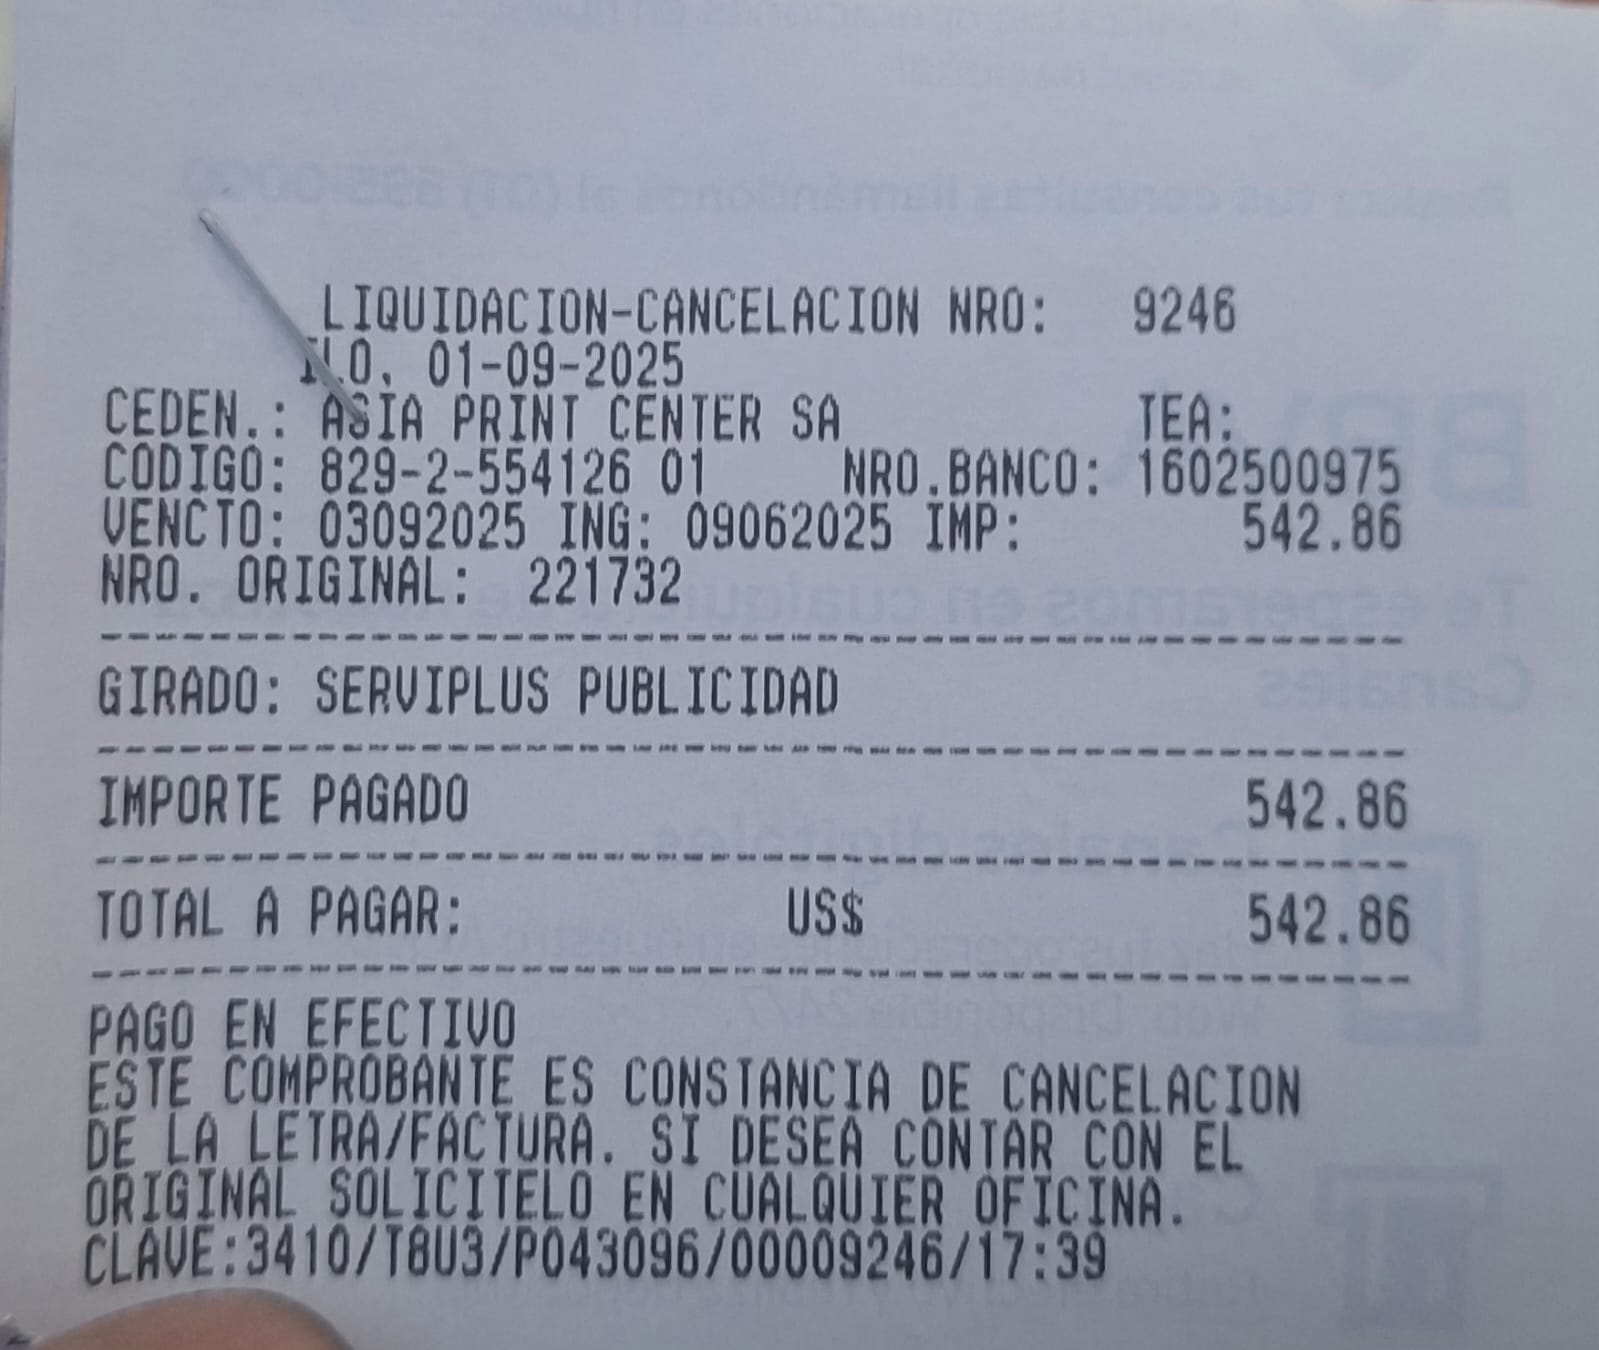 LIQUIDACION-CANCELACION NRO: 9246
ILO, 01-09-2025
CEDEN.: ASIA PRINT CENTER SA TEA:
CODIGO: 829-2-554126 01 NRO.BANCO: 1602500975
VENCTO: 03092025 ING: 09062025 IMP: 542.86
NRO. ORIGINAL: 221732
GIRADO: SERVIPLUS PUBLICIDAD
IMPORTE PAGADO 542.86
TOTAL A PAGAR: US$ 542.86
PAGO EN EFECTIVO
ESTE COMPROBANTE ES CONSTANCIA DE CANCELACION
DE LA LETRA/FACTURA. SI DESEA CONTAR CON EL
ORIGINAL SOLICITELO EN CUALQUIER OFICINA.
CLAVE:3410/T8U3/P043096/00009246/17:39